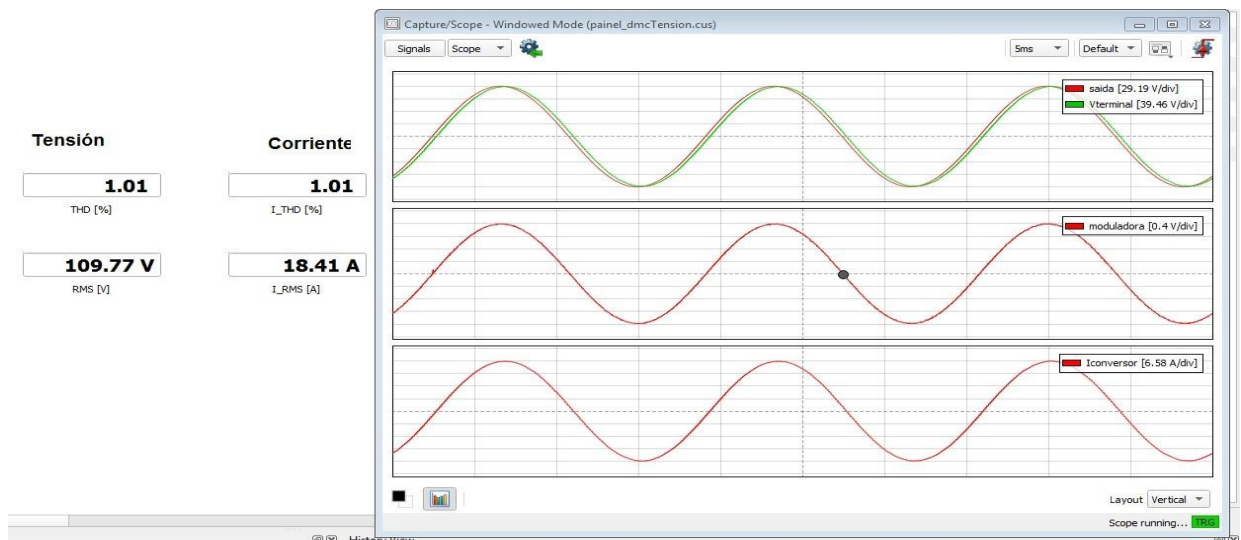 Capture/Scope - Windowed Mode (painel_dmcTension.cus)
Signals
Scope
5ms
Default
saida [29.19 V/div]
Vterminal [39.46 V/div]
Tensión
Corriente
1.01
1.01
THD [%]
I_THD [%]
moduladora [0.4 V/div]
109.77 V
18.41 A
RMS [V]
I_RMS [A]
Iconversor [6.58 A/div]
Layout
Vertical
Scope running...
TRG
History View